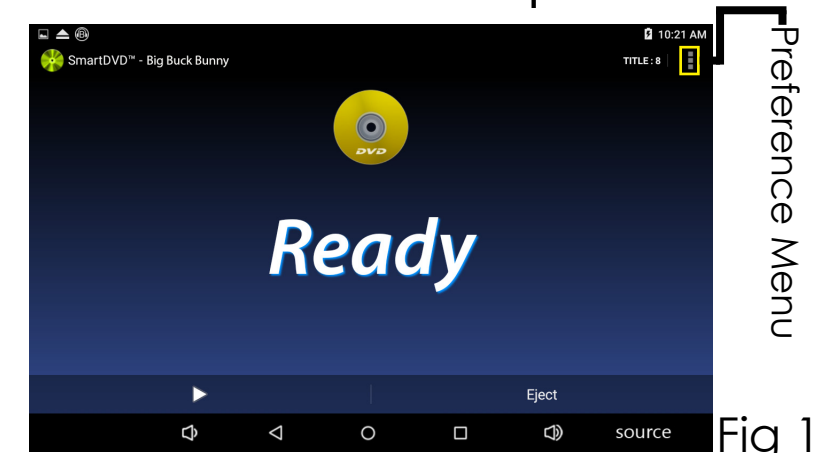 10:21 AM
SmartDVD™ - Big Buck Bunny
TITLE : 8
DVD
Ready
Eject
source
Preference Menu
Fig 1